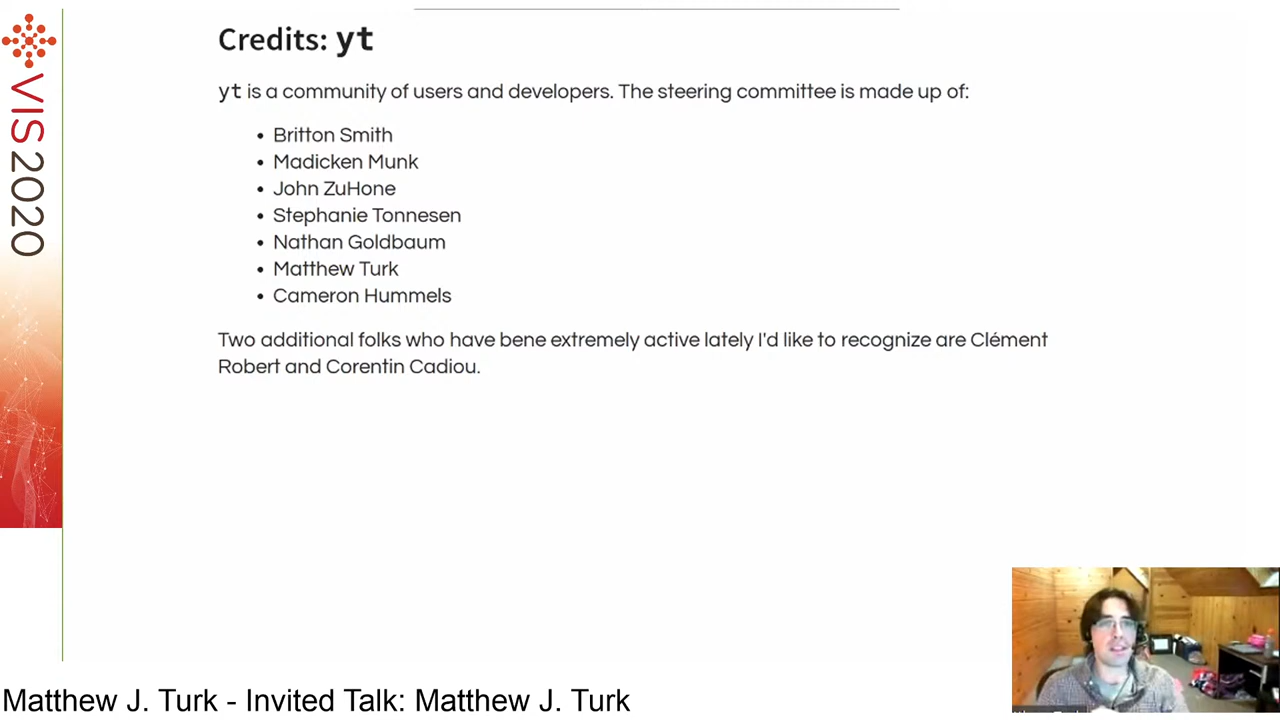 Credits: yt
yt is a community of users and developers. The steering committee is made up of:
• Britton Smith
• Madicken Munk
• John ZuHone
• Stephanie Tonnesen
• Nathan Goldbaum
• Matthew Turk
• Cameron Hummels
Two additional folks who have bene extremely active lately I'd like to recognize are Clément
Robert and Corentin Cadiou.
VIS2020
Matthew J. Turk - Invited Talk: Matthew J. Turk